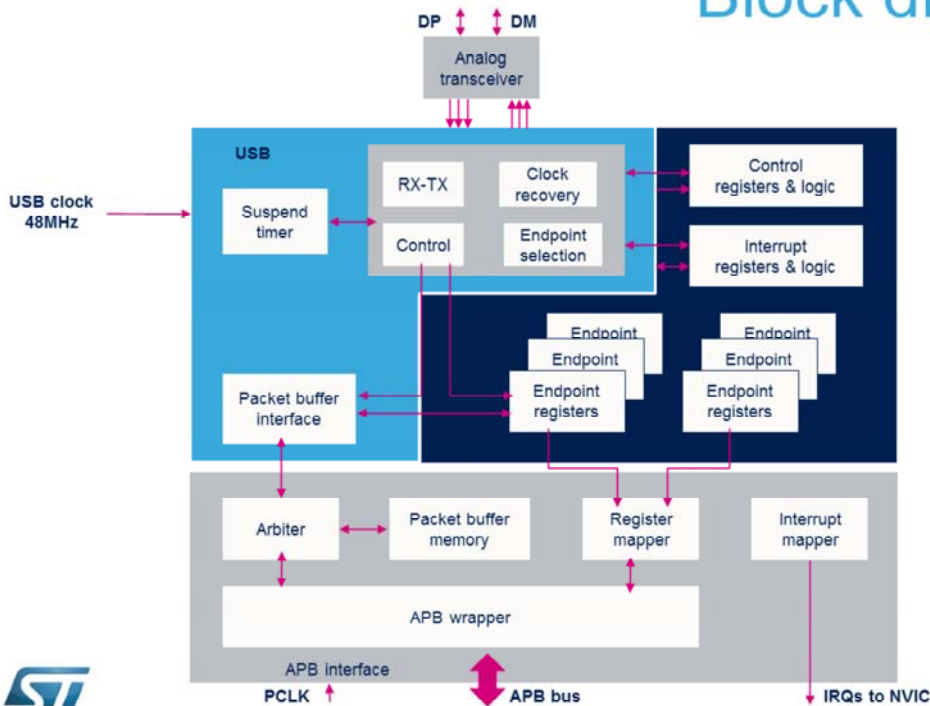 Block di
DP
DM
Analog
transceiver
USB
RX-TX
Clock
recovery
Control
registers & logic
USB clock
48MHz
Suspend
timer
Control
Endpoint
selection
Interrupt
registers & logic
Endpoint
Endpoint
Endpoint
registers
Endpoint
Endpoint
Endpoint
registers
Packet buffer
interface
Arbiter
Packet buffer
memory
Register
mapper
Interrupt
mapper
APB wrapper
APB interface
PCLK
APB bus
IRQs to NVIC
ST